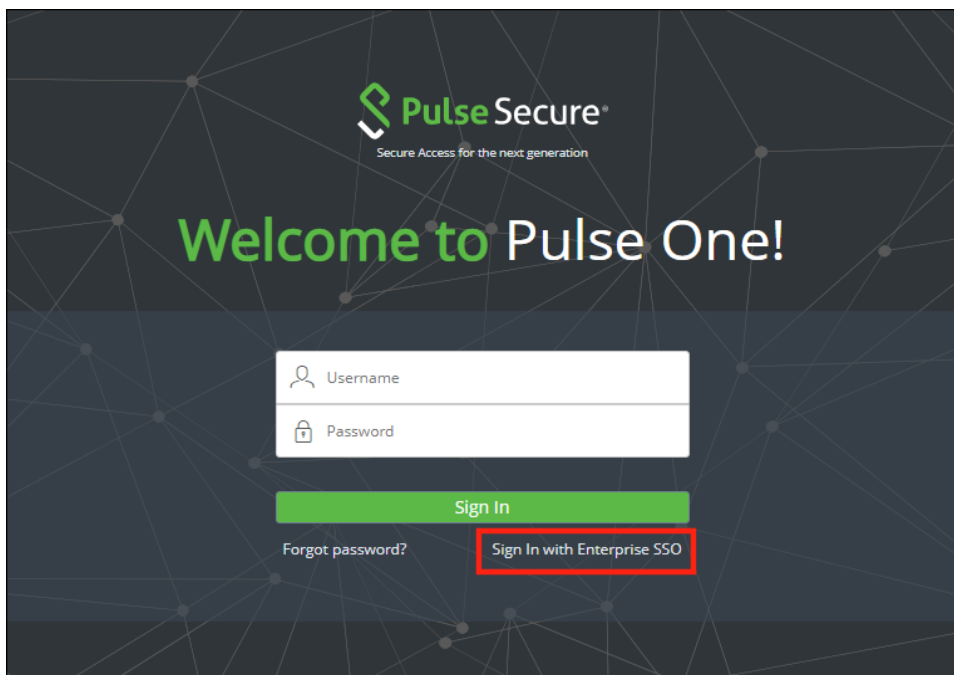 Pulse Secure®
Secure Access for the next generation
Welcome to Pulse One!
Username
Password
Sign In
Forgot password?
Sign In with Enterprise SSO